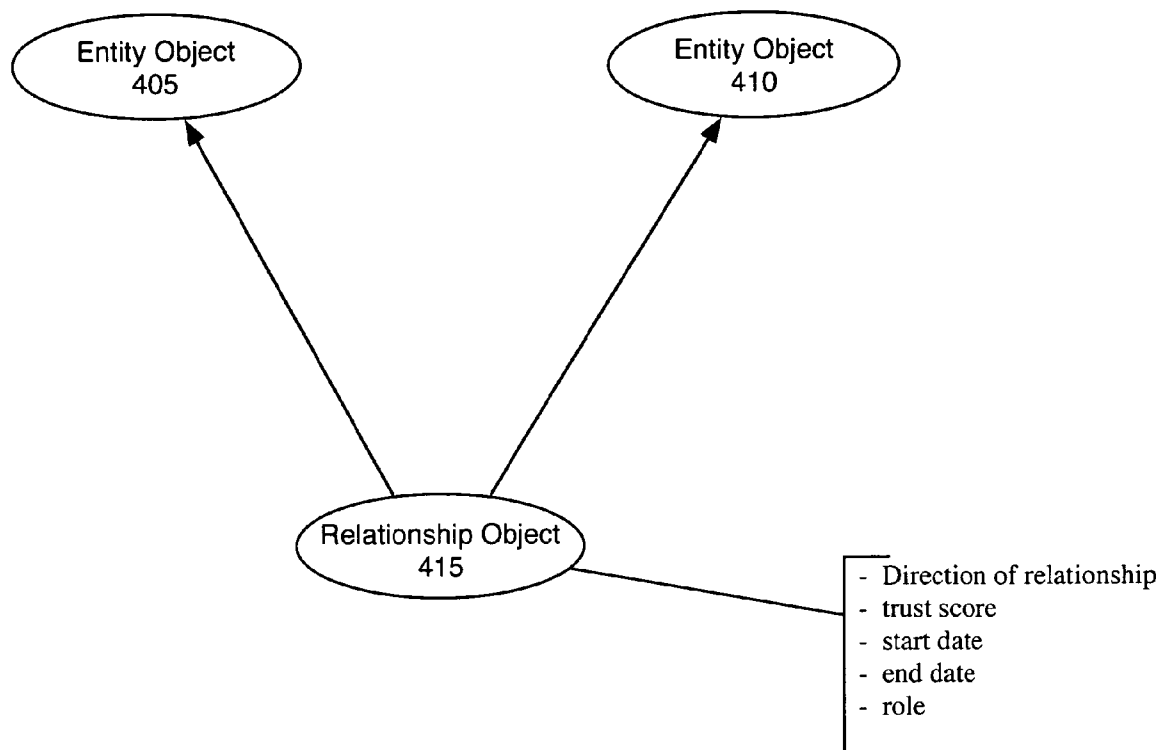 Entity Object
405
Entity Object
410
Relationship Object
415
- Direction of relationship
- trust score
- start date
- end date
- role